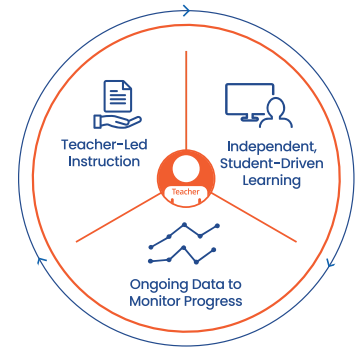 Teacher-Led
Instruction
Independent,
Student-Driven
Learning
Teacher
Ongoing Data to
Monitor Progress